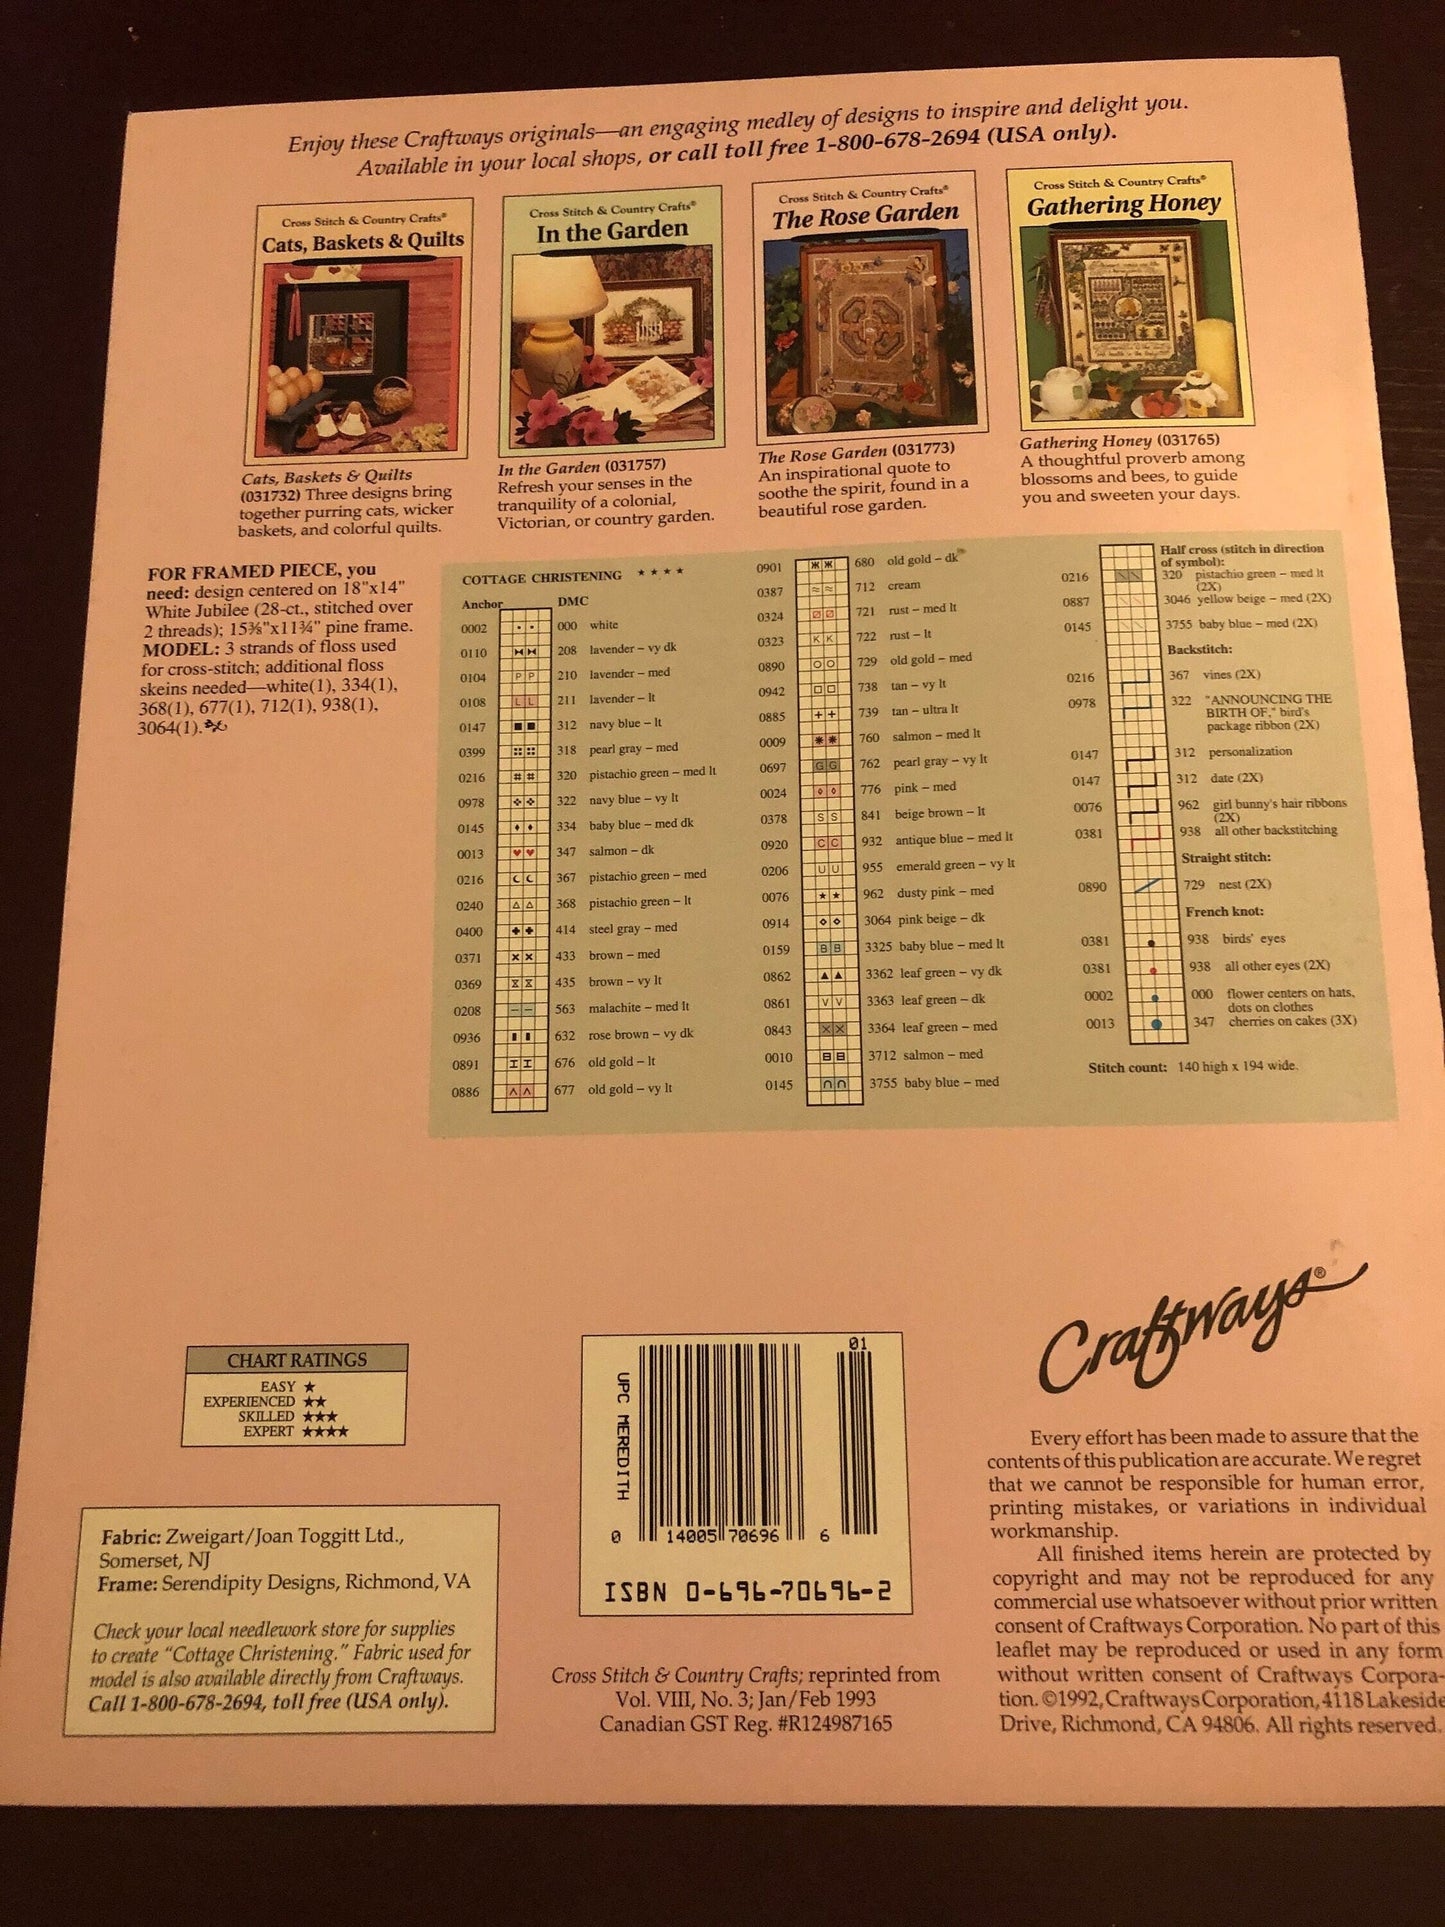 Enjoy these Craftways originals—an engaging medley of designs to inspire and delight you.
Available in your local shops, or call toll free 1-800-678-2694 (USA only).
Cross Stitch & Country Crafts®
Cats, Baskets & Quilts
Cross Stitch & Country Crafts®
In the Garden
Cross Stitch & Country Crafts®
The Rose Garden
Cross Stitch & Country Crafts®
Gathering Honey
Cats, Baskets & Quilts
(031732) Three designs bring
together purring cats, wicker
baskets, and colorful quilts.
In the Garden (031757)
Refresh your senses in the
tranquility of a colonial,
Victorian, or country garden.
The Rose Garden (031773)
An inspirational quote to
soothe the spirit, found in a
beautiful rose garden.
Gathering Honey (031765)
A thoughtful proverb among
blossoms and bees, to guide
you and sweeten your days.
FOR FRAMED PIECE, you
need: design centered on 18"x14"
White Jubilee (28-ct., stitched over
2 threads); 15⅜"x11¾" pine frame.
MODEL: 3 strands of floss used
for cross-stitch; additional floss
skeins needed—white(1), 334(1),
368(1), 677(1), 712(1), 938(1),
3064(1).
COTTAGE CHRISTENING ★ ★ ★ ★
Anchor DMC
0002 000 white
0110 208 lavender – vy dk
0104 P P 210 lavender – med
0108 L L 211 lavender – lt
0147 312 navy blue – lt
0399 318 pearl gray – med
0216 # # 320 pistachio green – med lt
0978 322 navy blue – vy lt
0145 334 baby blue – med dk
0013 347 salmon – dk
0216 367 pistachio green – med
0240 368 pistachio green – lt
0400 414 steel gray – med
0371 433 brown – med
0369 435 brown – vy lt
0208 563 malachite – med lt
0936 632 rose brown – vy dk
0891 676 old gold – lt
0886 677 old gold – vy lt
0901 680 old gold – dk
0387 712 cream
0324 721 rust – med lt
0323 K K 722 rust – lt
0890 729 old gold – med
0942 738 tan – vy lt
0885 + + 739 tan – ultra lt
0009 760 salmon – med lt
0697 G G 762 pearl gray – vy lt
0024 776 pink – med
0378 S S 841 beige brown – lt
0920 C C 932 antique blue – med lt
0206 U U 955 emerald green – vy lt
0076 ★ ★ 962 dusty pink – med
0914 3064 pink beige – dk
0159 B B 3325 baby blue – med lt
0862 3362 leaf green – vy dk
0861 V V 3363 leaf green – dk
0843 3364 leaf green – med
0010 3712 salmon – med
0145 3755 baby blue – med
Half cross (stitch in direction
of symbol):
0216 320 pistachio green – med lt
(2X)
0887 3046 yellow beige – med (2X)
0145 3755 baby blue – med (2X)
Backstitch:
0216 367 vines (2X)
0978 322 "ANNOUNCING THE
BIRTH OF," bird's
package ribbon (2X)
0147 312 personalization
0147 312 date (2X)
0076 962 girl bunny's hair ribbons
(2X)
0381 938 all other backstitching
Straight stitch:
0890 729 nest (2X)
French knot:
0381 938 birds' eyes
0381 938 all other eyes (2X)
0002 000 flower centers on hats,
dots on clothes
0013 347 cherries on cakes (3X)
Stitch count: 140 high x 194 wide.
CHART RATINGS
EASY ★
EXPERIENCED ★★
SKILLED ★★★
EXPERT ★★★★
Fabric: Zweigart/Joan Toggitt Ltd.,
Somerset, NJ
Frame: Serendipity Designs, Richmond, VA
Check your local needlework store for supplies
to create "Cottage Christening." Fabric used for
model is also available directly from Craftways.
Call 1-800-678-2694, toll free (USA only).
UPC MEREDITH
01
0 14005 70696 6
ISBN 0-696-70696-2
Cross Stitch & Country Crafts; reprinted from
Vol. VIII, No. 3; Jan/Feb 1993
Canadian GST Reg. #R124987165
Craftways®
Every effort has been made to assure that the
contents of this publication are accurate. We regret
that we cannot be responsible for human error,
printing mistakes, or variations in individual
workmanship.
All finished items herein are protected by
copyright and may not be reproduced for any
commercial use whatsoever without prior written
consent of Craftways Corporation. No part of this
leaflet may be reproduced or used in any form
without written consent of Craftways Corpora-
tion. ©1992, Craftways Corporation, 4118 Lakeside
Drive, Richmond, CA 94806. All rights reserved.